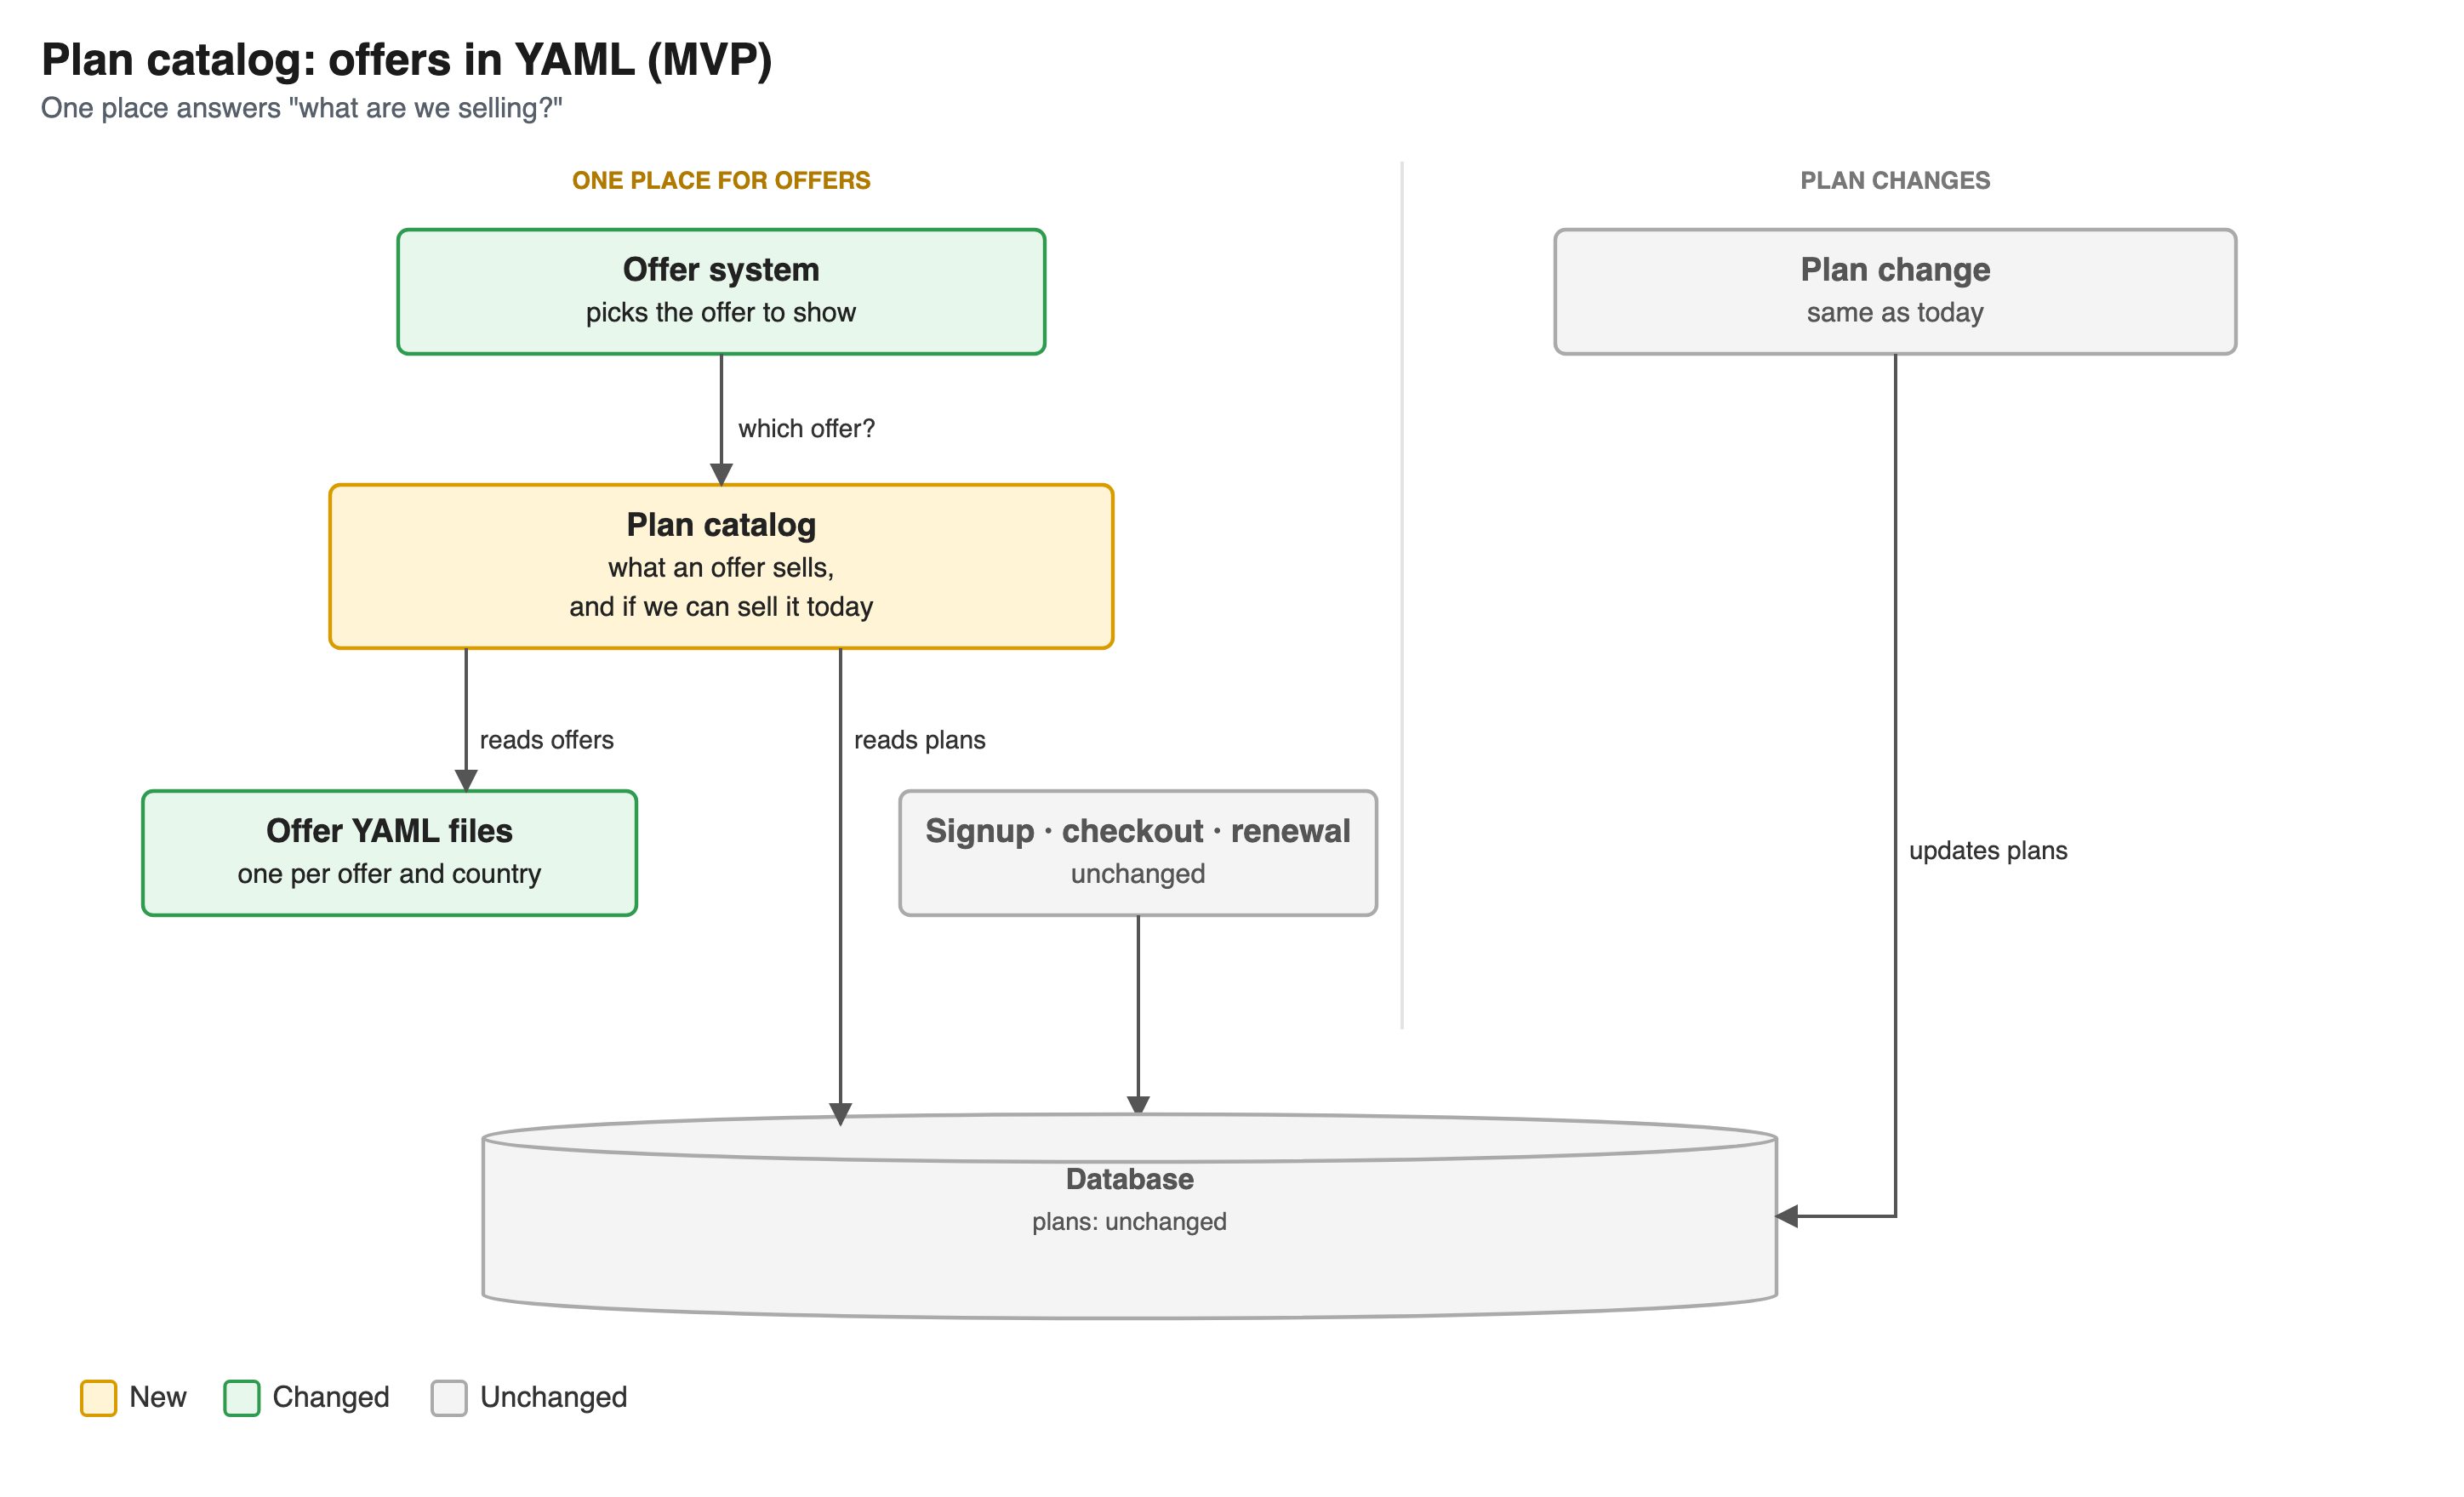 Plan catalog: offers in YAML (MVP)
One place answers "what are we selling?"
ONE PLACE FOR OFFERS
PLAN CHANGES
Offer system
picks the offer to show
Plan change
same as today
which offer?
Plan catalog
what an offer sells,
and if we can sell it today
reads offers
reads plans
Offer YAML files
one per offer and country
Signup · checkout · renewal
unchanged
updates plans
Database
plans: unchanged
New
Changed
Unchanged